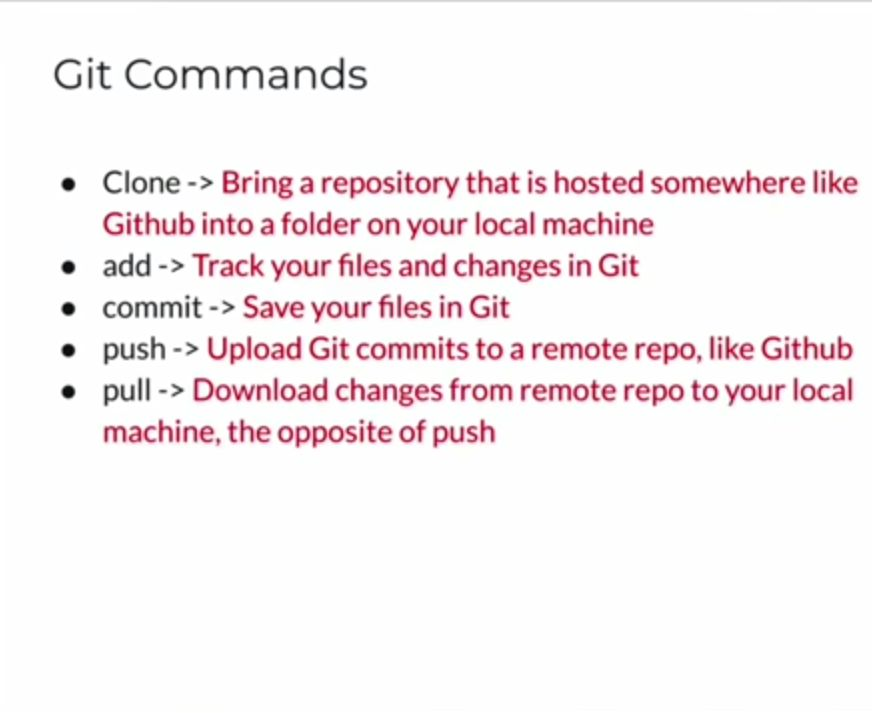 Git Commands
● Clone -> Bring a repository that is hosted somewhere like
Github into a folder on your local machine
● add -> Track your files and changes in Git
● commit -> Save your files in Git
● push -> Upload Git commits to a remote repo, like Github
● pull -> Download changes from remote repo to your local
machine, the opposite of push